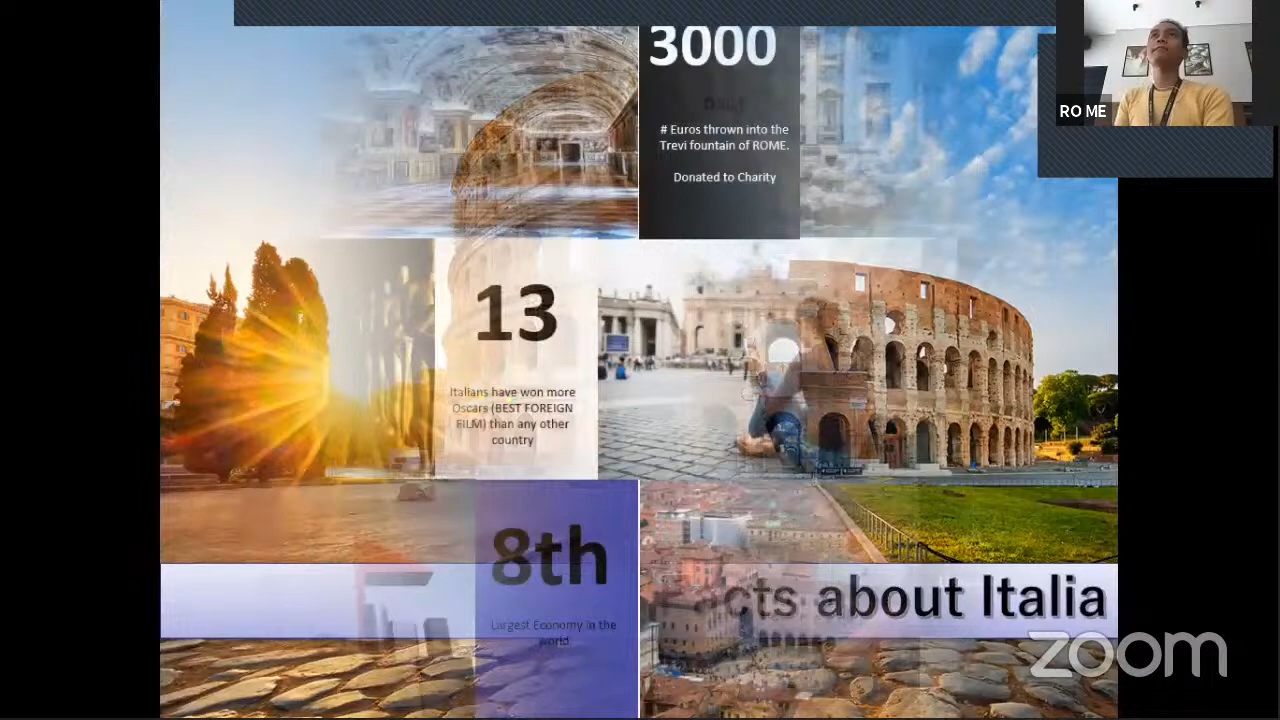 3000
# Euros thrown into the
Trevi fountain of ROME.
Donated to Charity
RO ME
13
Italians have won more
Oscars (BEST FOREIGN
FILM) than any other
country
8th
Largest Economy in the
world
acts about Italia
zoom